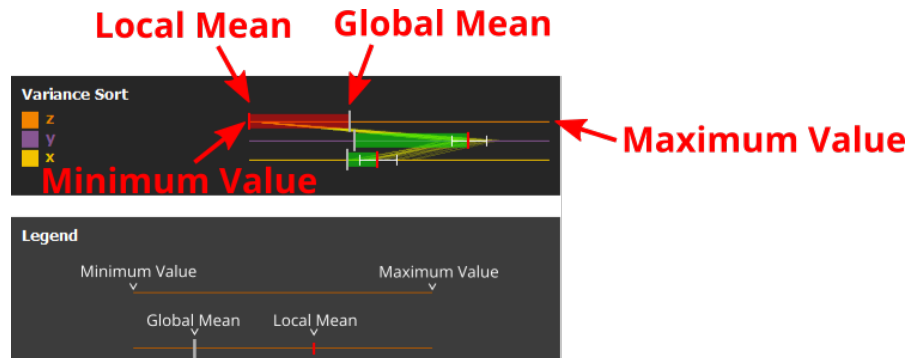 Local Mean
Global Mean
Variance Sort
z
y
x
Minimum Value
Maximum Value
Legend
Minimum Value
Maximum Value
Global Mean
Local Mean